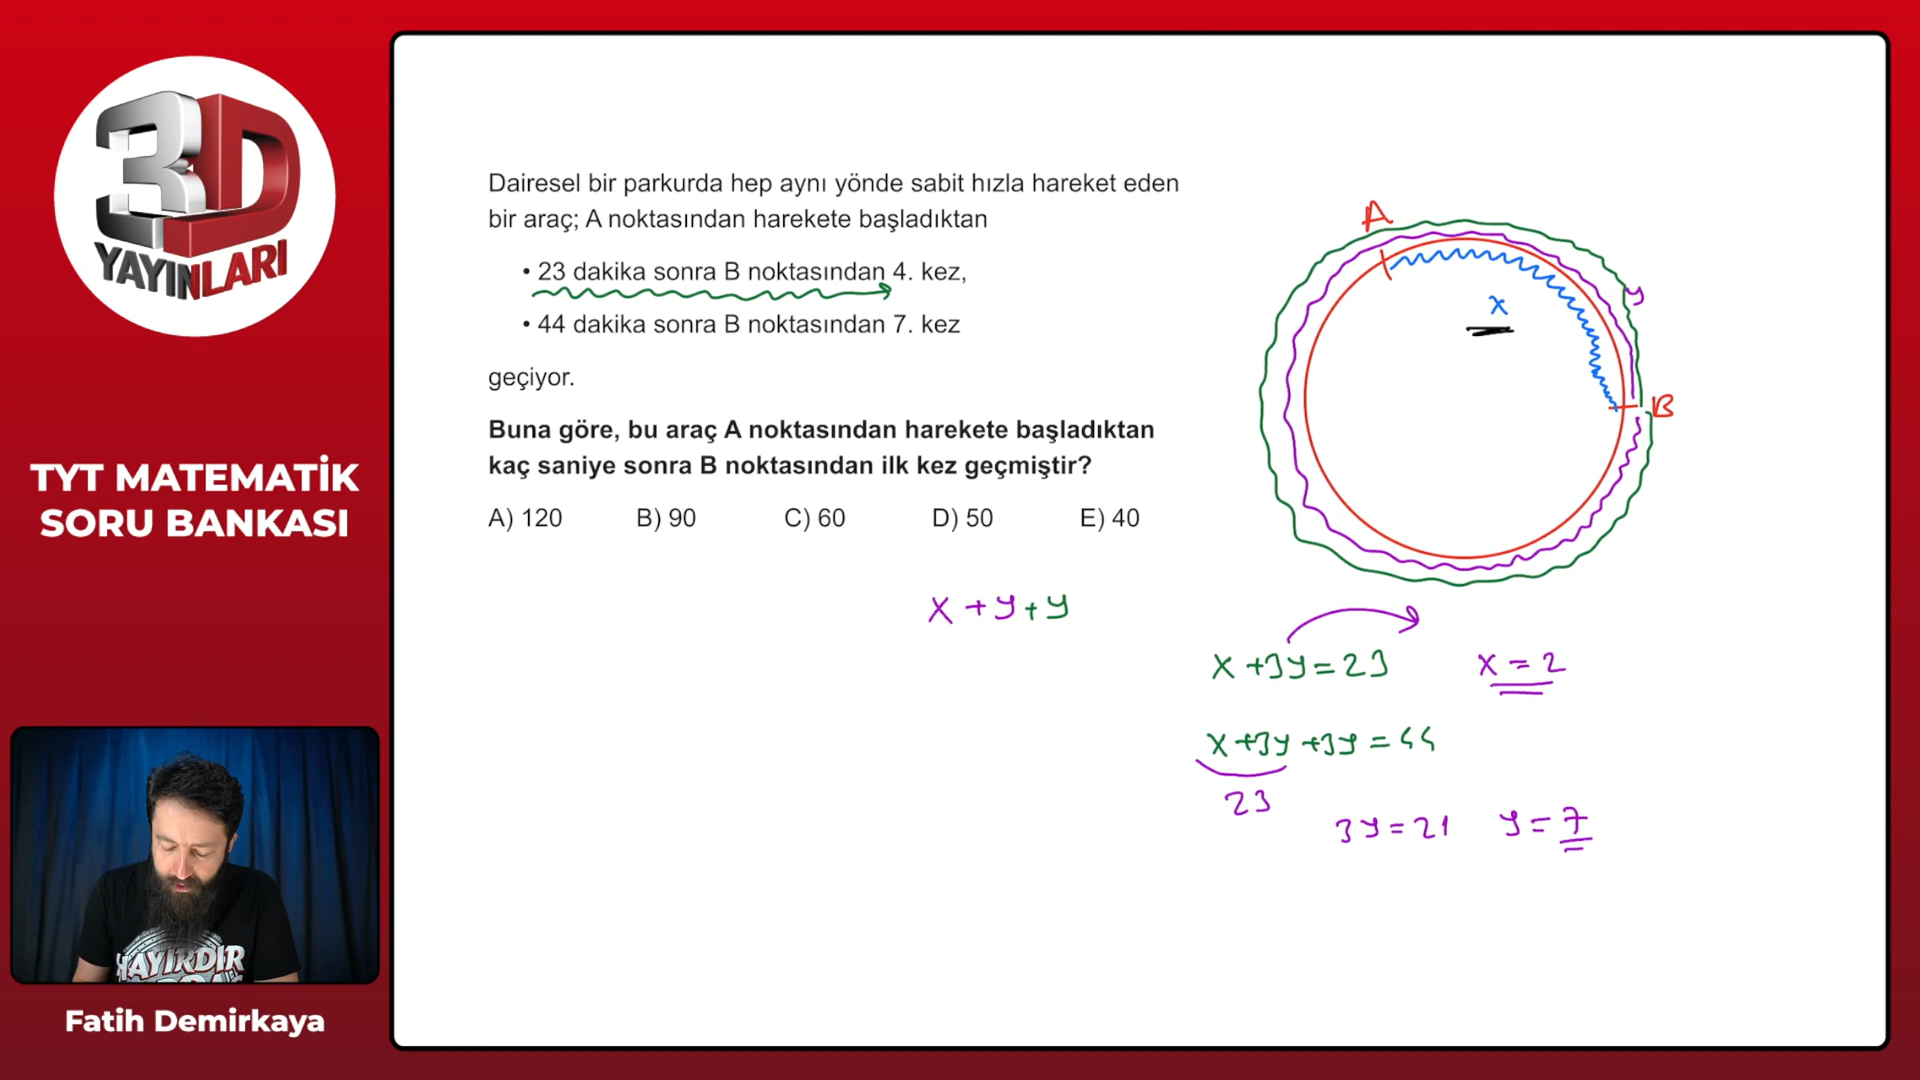 3D
YAYINLARI
TYT MATEMATİK
SORU BANKASI
Fatih Demirkaya
Dairesel bir parkurda hep aynı yönde sabit hızla hareket eden
bir araç; A noktasından harekete başladıktan
• 23 dakika sonra B noktasından 4. kez,
• 44 dakika sonra B noktasından 7. kez
geçiyor.
Buna göre, bu araç A noktasından harekete başladıktan
kaç saniye sonra B noktasından ilk kez geçmiştir?
A) 120 B) 90 C) 60 D) 50 E) 40
A
y
x
B
x + y + y
x + 3y = 23 x = 2
x + 3y + 3y = 44
23
3y = 21 y = 7